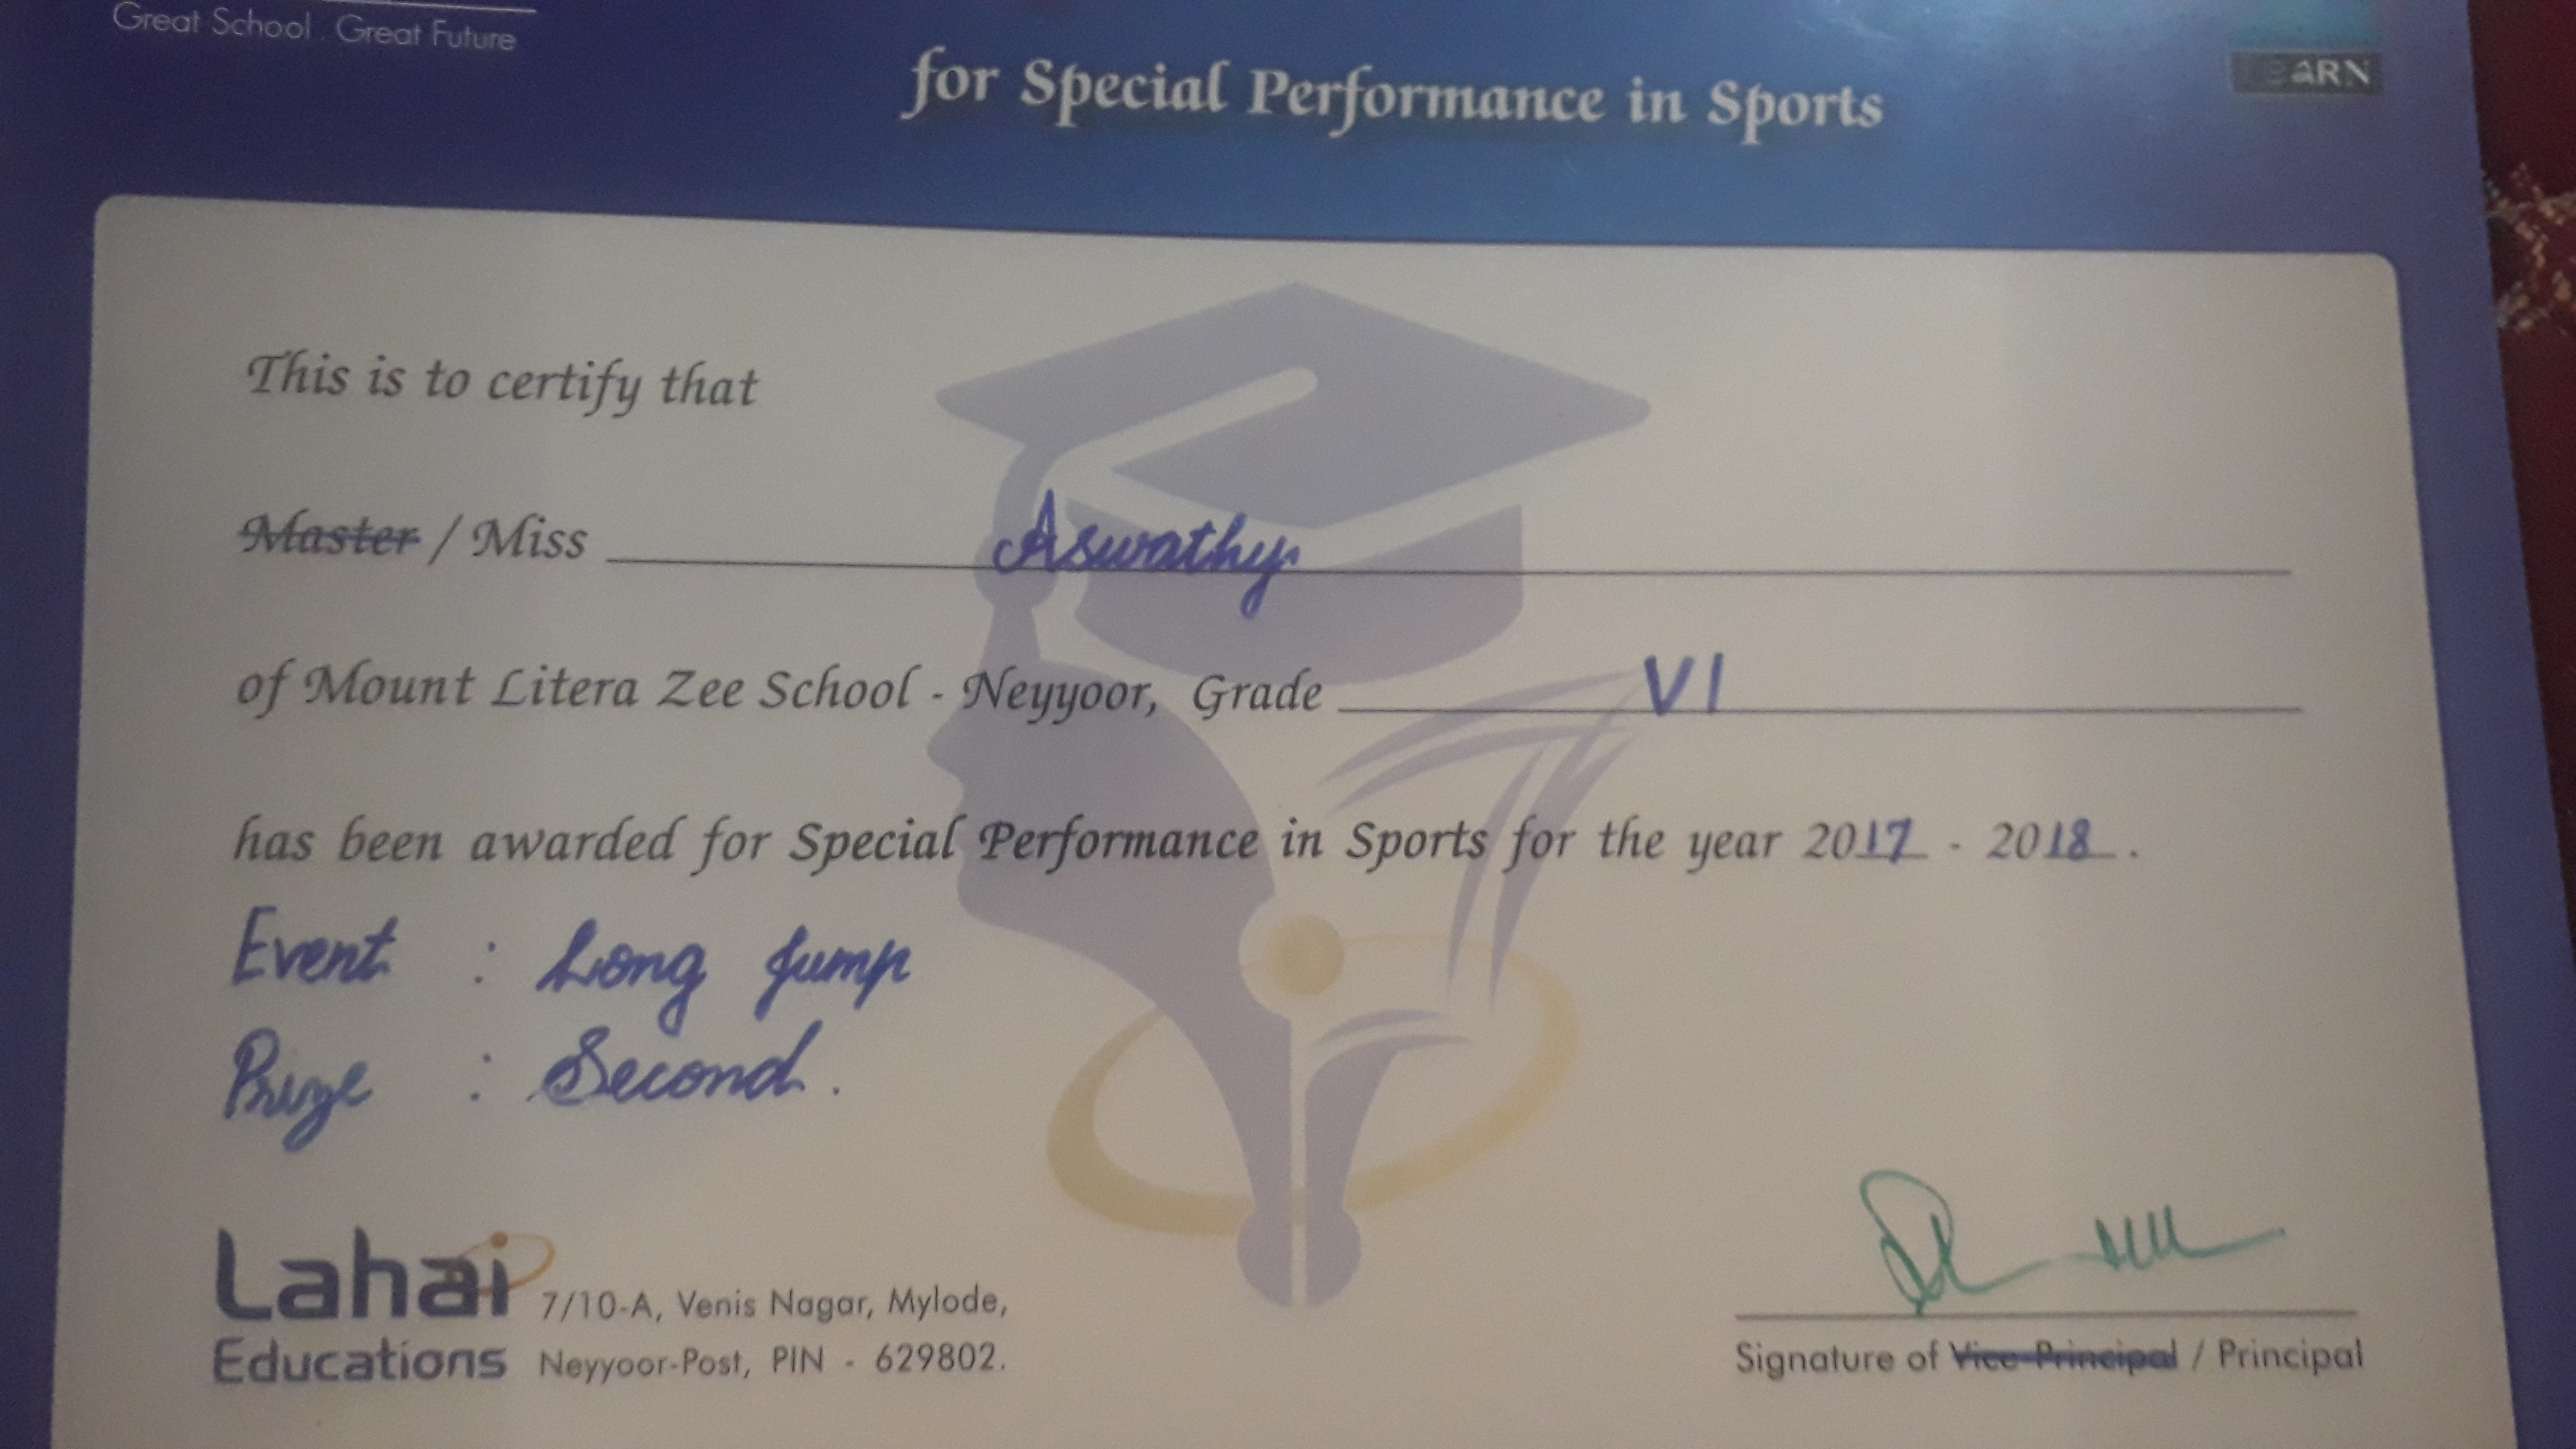 Great School . Great Future
for Special Performance in Sports
This is to certify that
Master / Miss Aswathy
of Mount Litera Zee School - Neyyoor, Grade VI
has been awarded for Special Performance in Sports for the year 2017 - 2018 .
Event : Long Jump
Prize : Second .
Lahai
Educations
7/10-A, Venis Nagar, Mylode,
Neyyoor-Post, PIN - 629802.
Signature of Vice-Principal / Principal